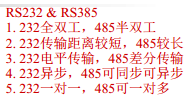 RS232 & RS385
1. 232全双工，485半双工
2. 232传输距离较短，485较长
3. 232电平传输，485差分传输
4. 232异步，485可同步可异步
5. 232一对一，485可一对多